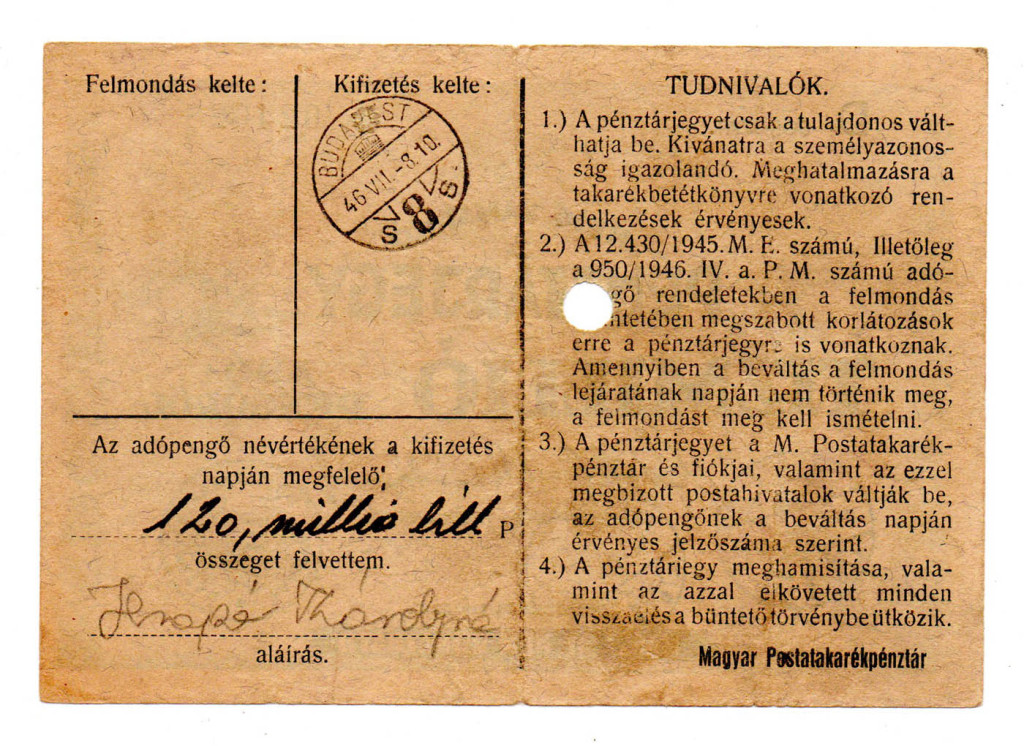 Felmondás kelte:
Kifizetés kelte:
BUDAPEST
46.VII.-8.10.
8
S S
Az adópengő névértékének a kifizetés
napján megfelelő,
120, millió bill P
összeget felvettem.
Károlyné
aláírás.
TUDNIVALÓK.
1.) A pénztárjegyet csak a tulajdonos vált-
hatja be. Kivánatra a személyazonos-
ság igazolandó. Meghatalmazásra a
takarékbetétkönyvre vonatkozó ren-
delkezések érvényesek.
2.) A 12.430/1945. M. E. számú, Illetőleg
a 950/1946. IV. a. P. M. számú adó-
gő rendeletekben a felmondás
ntetében megszabott korlátozások
erre a pénztárjegyre is vonatkoznak.
Amennyiben a beváltás a felmondás
lejáratának napján nem történik meg,
a felmondást meg kell ismételni.
3.) A pénztárjegyet a M. Postatakarék-
pénztár és fiókjai, valamint az ezzel
megbizott postahivatalok váltják be,
az adópengőnek a beváltás napján
érvényes jelzőszáma szerint.
4.) A pénztárjegy meghamisítása, vala-
mint az azzal elkövetett minden
visszaélés a büntető törvénybe ütközik.
Magyar Postatakarékpénztár